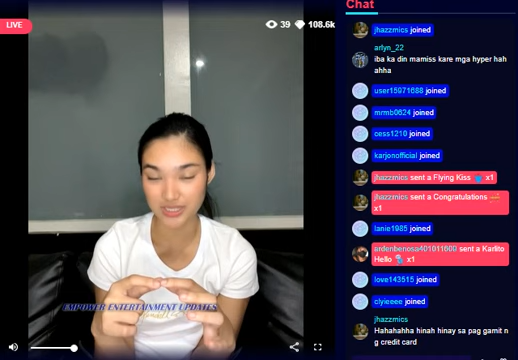 LIVE
39 108.6k
EMPOWER ENTERTAINMENT UPDATES
Chat
jhazzmics joined
arlyn_22
iba ka din mamiss kare mga hyper hah
ahha
user15971688 joined
mrmb0624 joined
cess1210 joined
karjonofficial joined
jhazzmics sent a Flying Kiss x1
jhazzmics sent a Congratulations
x1
lanie1985 joined
ardenbenosa401011600 sent a Karlito
Hello x1
love143515 joined
clyieeee joined
jhazzmics
Hahahahha hinah hinay sa pag gamit n
g credit card